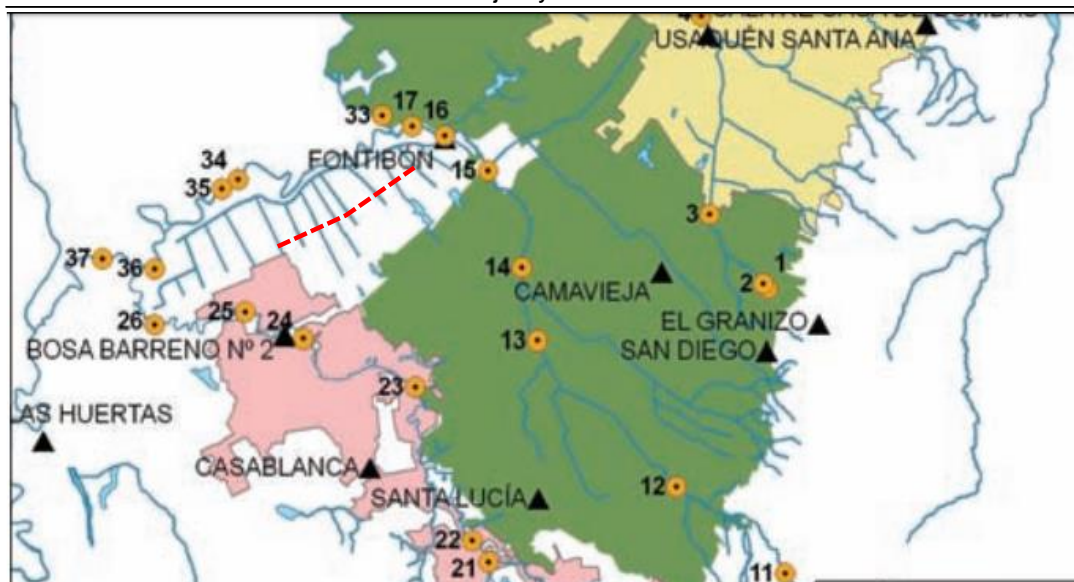 USAQUÉN SANTA ANA
33
17
16
FONTIBÓN
15
34
35
3
37
36
14
CAMAVIEJA
1
2
26
25
24
BOSA BARRENO Nº 2
13
EL GRANIZO
SAN DIEGO
23
AS HUERTAS
CASABLANCA
SANTA LUCÍA
12
22
21
11